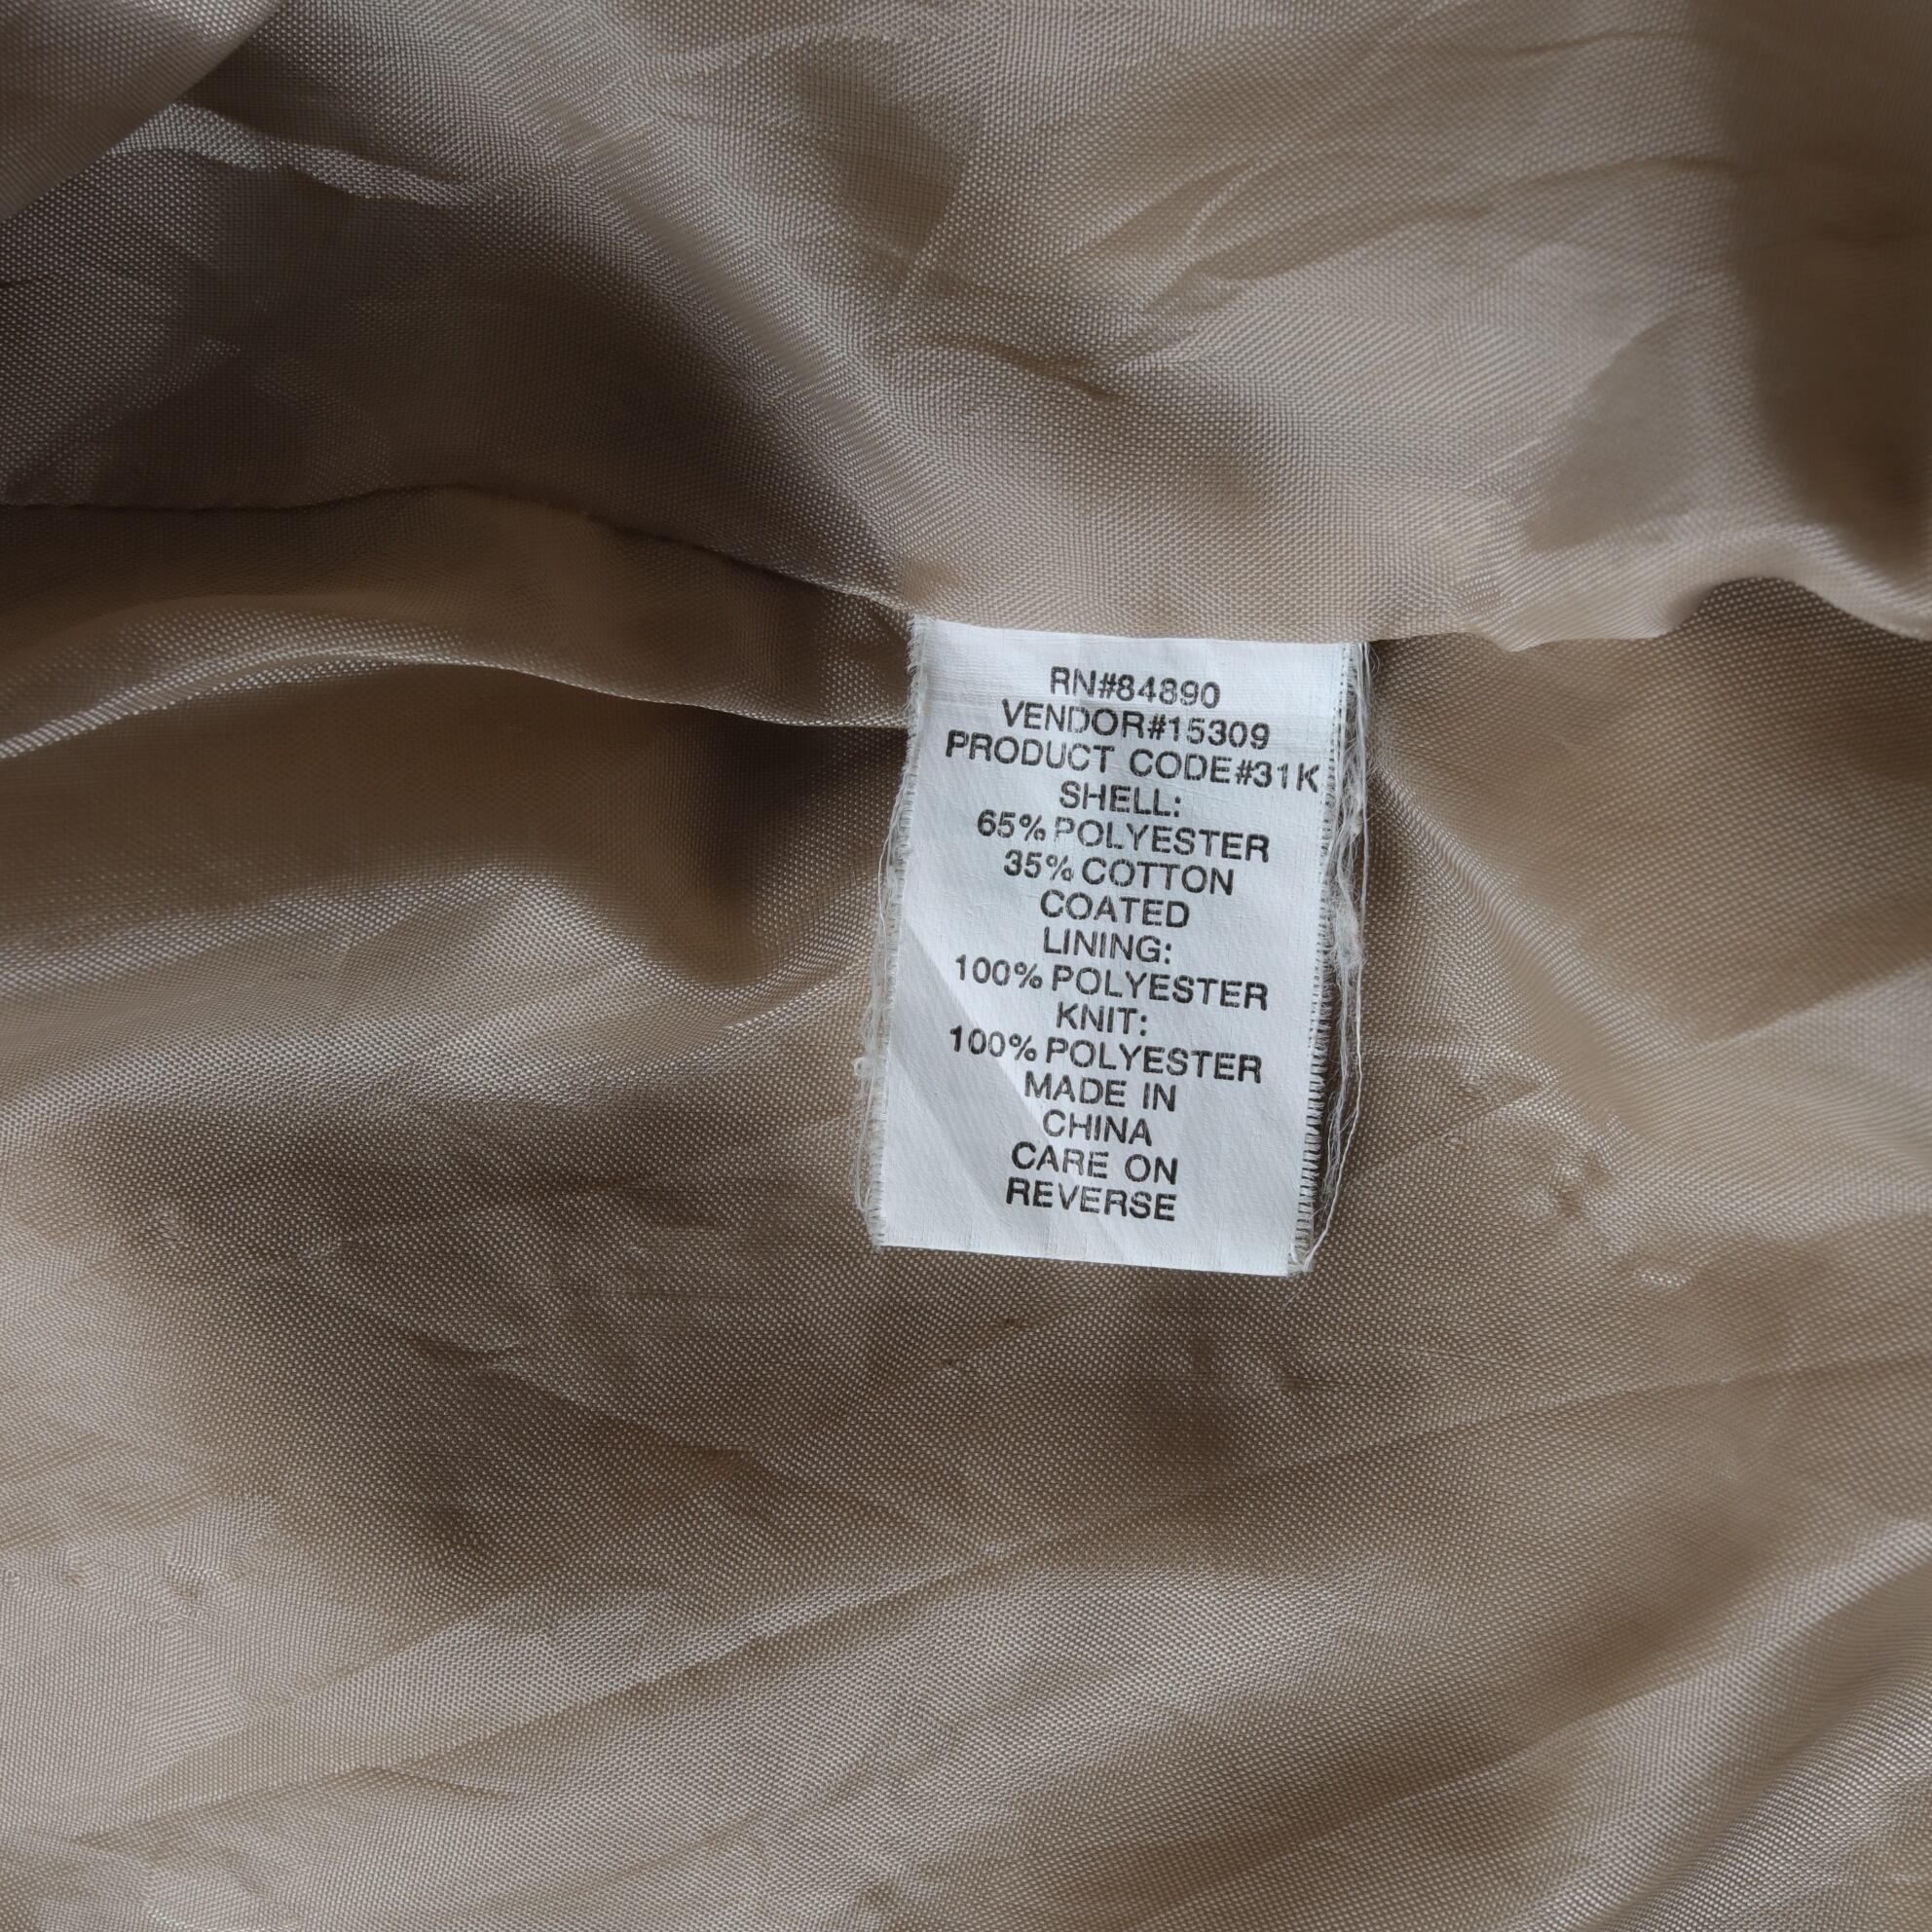 RN#84890
VENDOR#15309
PRODUCT CODE#31K
SHELL:
65% POLYESTER
35% COTTON
COATED
LINING:
100% POLYESTER
KNIT:
100% POLYESTER
MADE IN
CHINA
CARE ON
REVERSE